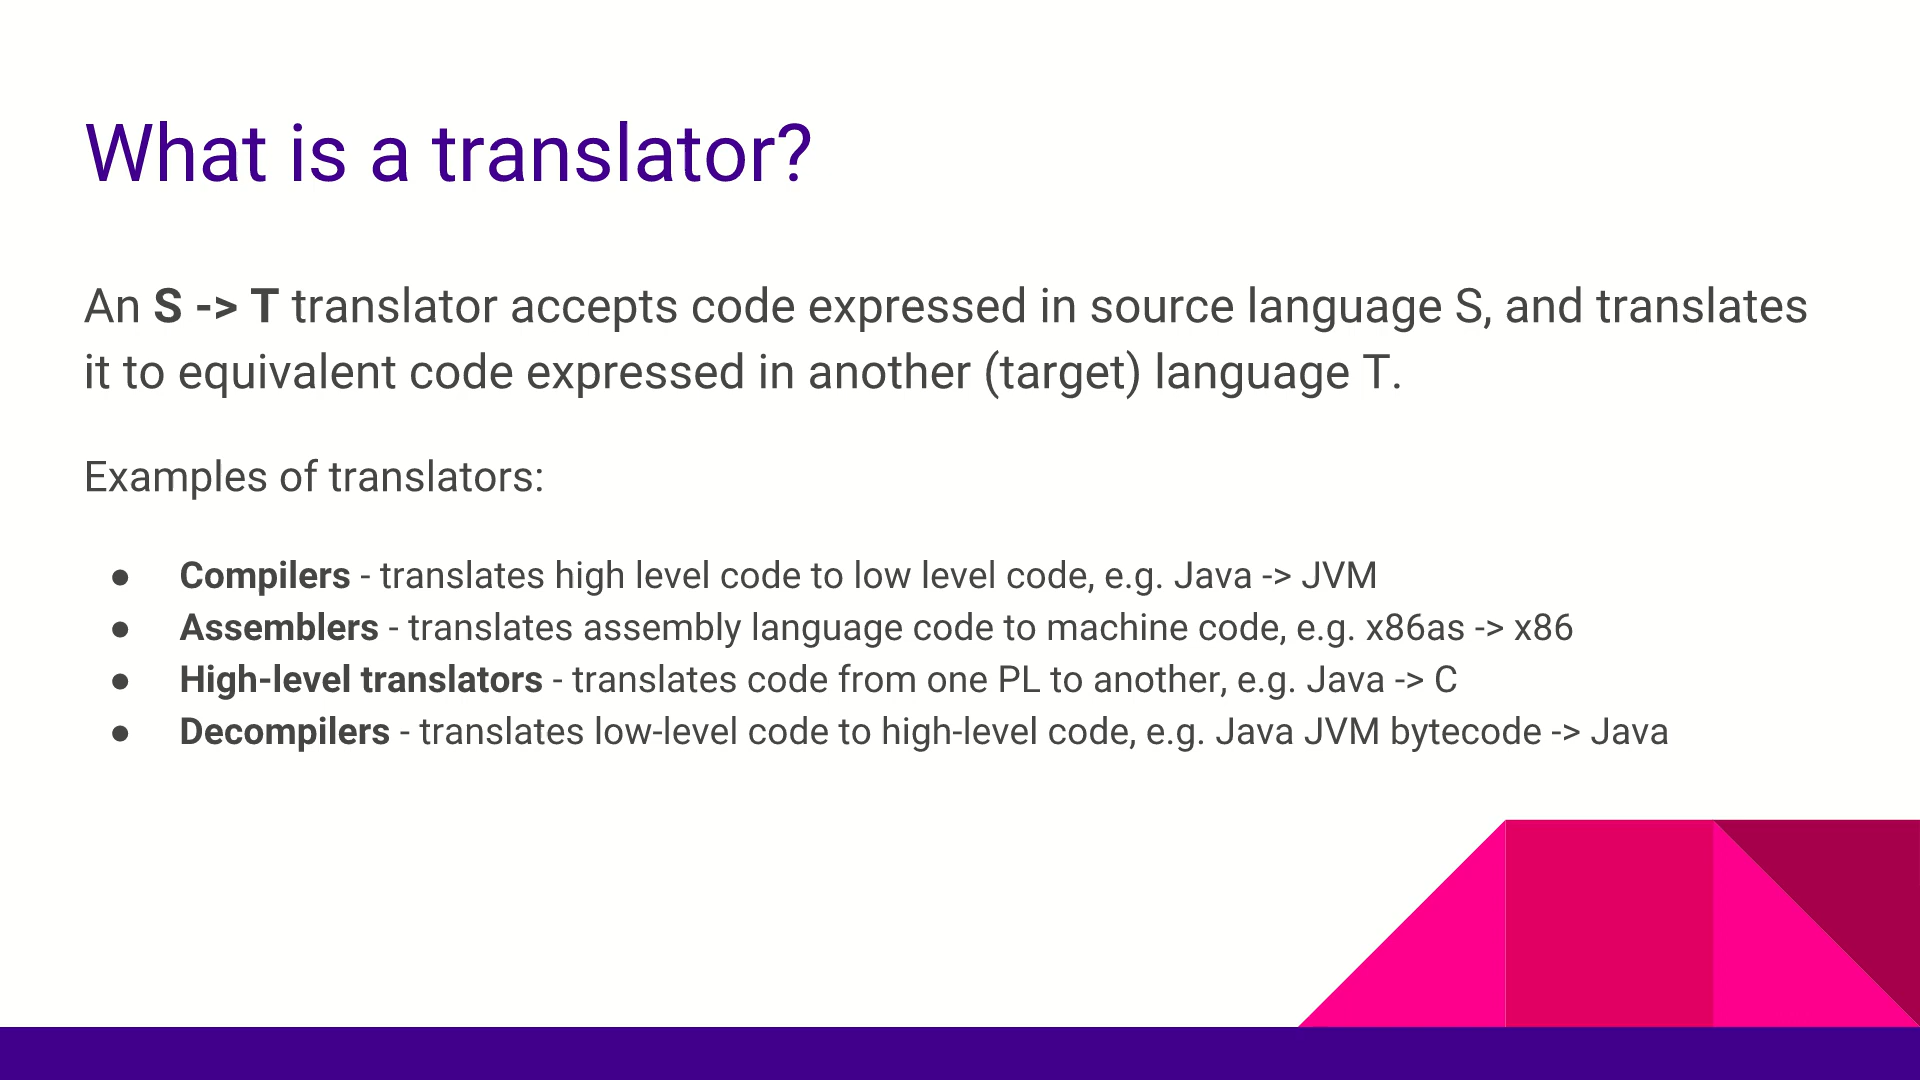 What is a translator?
An S -> T translator accepts code expressed in source language S, and translates
it to equivalent code expressed in another (target) language T.
Examples of translators:
● Compilers - translates high level code to low level code, e.g. Java -> JVM
● Assemblers - translates assembly language code to machine code, e.g. x86as -> x86
● High-level translators - translates code from one PL to another, e.g. Java -> C
● Decompilers - translates low-level code to high-level code, e.g. Java JVM bytecode -> Java